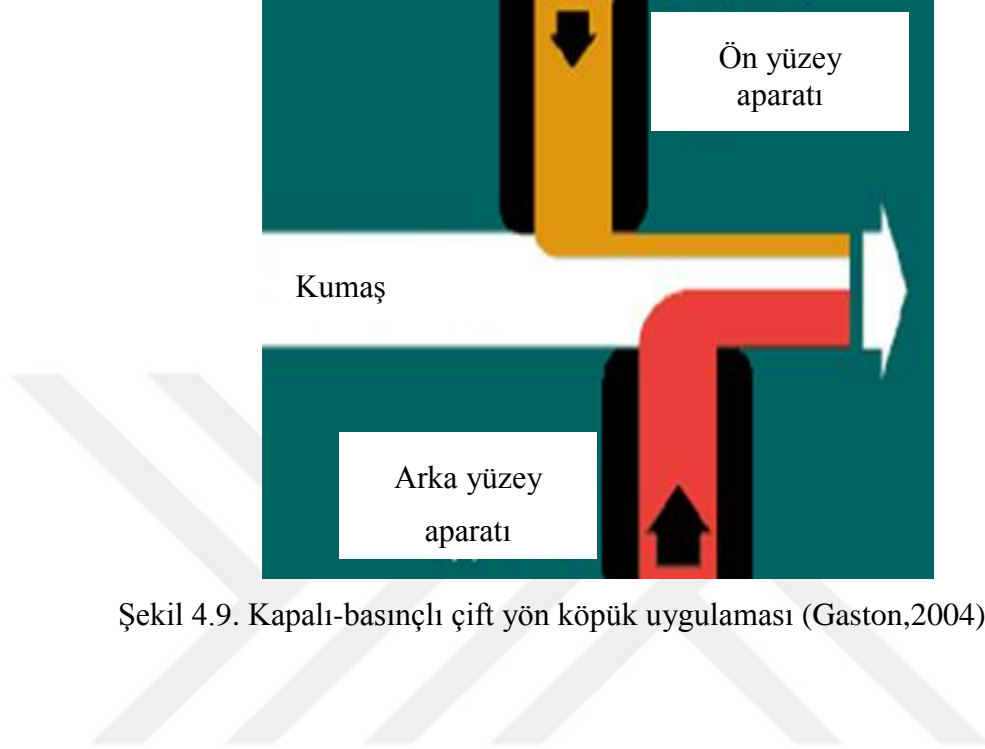 Ön yüzey
aparatı
Kumaş
Arka yüzey
aparatı
Şekil 4.9. Kapalı-basınçlı çift yön köpük uygulaması (Gaston,2004)